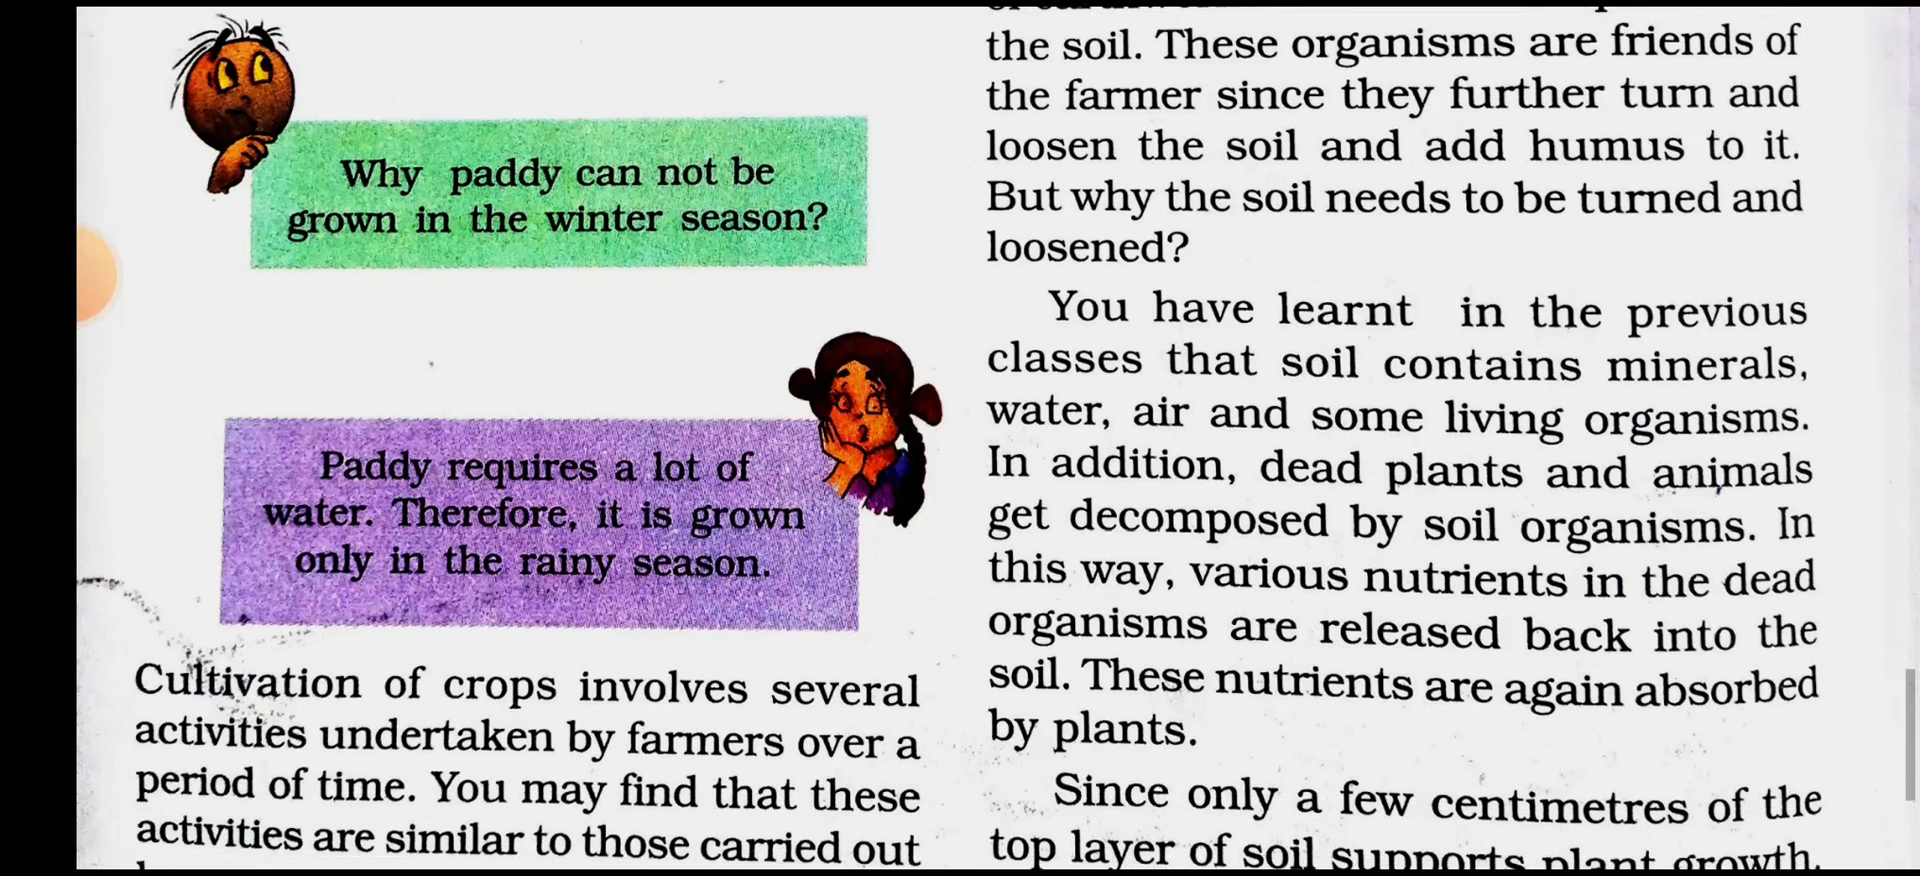 Why paddy can not be
grown in the winter season?
Paddy requires a lot of
water. Therefore, it is grown
only in the rainy season.
Cultivation of crops involves several
activities undertaken by farmers over a
period of time. You may find that these
activities are similar to those carried out
the soil. These organisms are friends of
the farmer since they further turn and
loosen the soil and add humus to it.
But why the soil needs to be turned and
loosened?
You have learnt in the previous
classes that soil contains minerals,
water, air and some living organisms.
In addition, dead plants and animals
get decomposed by soil organisms. In
this way, various nutrients in the dead
organisms are released back into the
soil. These nutrients are again absorbed
by plants.
Since only a few centimetres of the
top layer of soil supports plant growth,